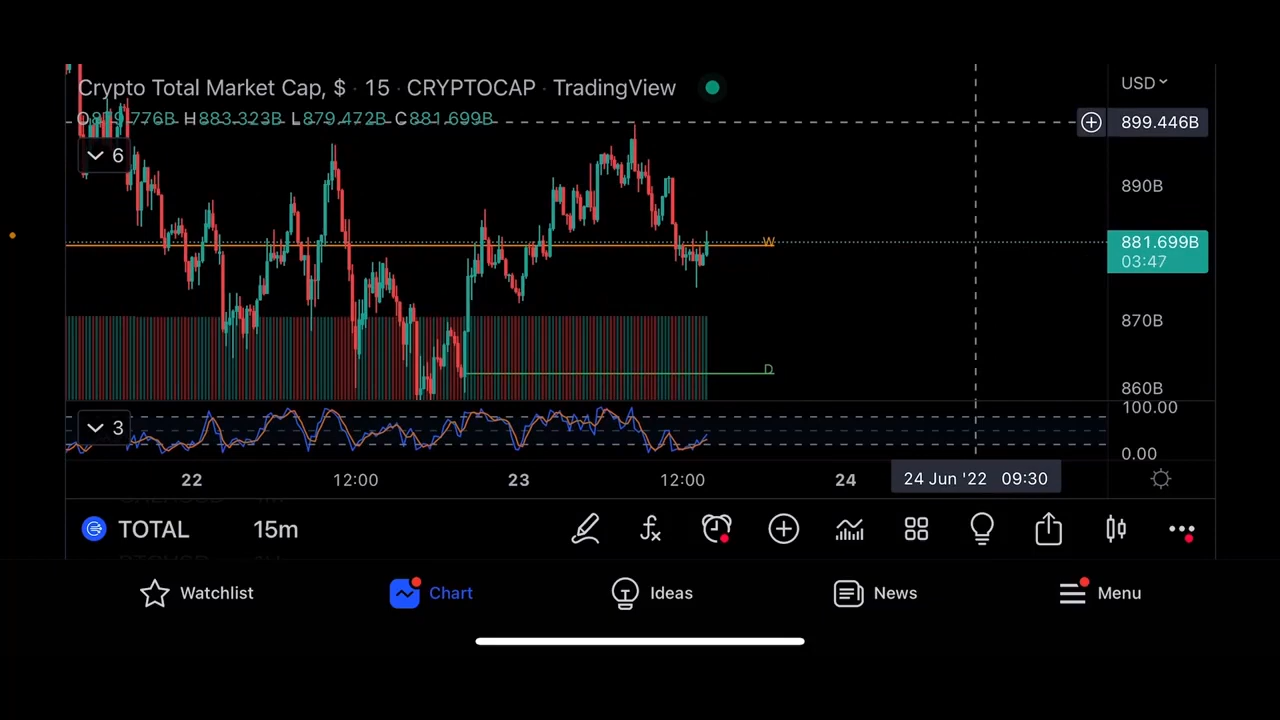 Crypto Total Market Cap, $ · 15 · CRYPTOCAP · TradingView
USD
H883.323B L879.472B C881.699B
899.446B
6
890B
W
881.699B
03:47
870B
D
860B
3
100.00
0.00
22 12:00 23 12:00 24 24 Jun '22 09:30
TOTAL 15m
Watchlist Chart Ideas News Menu